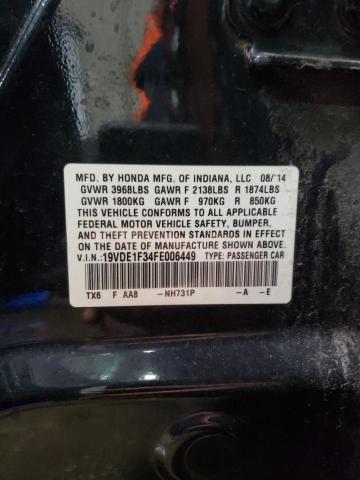 MFD. BY HONDA MFG. OF INDIANA, LLC 08/14
GVWR 3968LBS GAWR F 2138LBS R 1874LBS
GVWR 1800KG GAWR F 970KG R 850KG
THIS VEHICLE CONFORMS TO ALL APPLICABLE
FEDERAL MOTOR VEHICLE SAFETY, BUMPER,
AND THEFT PREVENTION STANDARDS IN EFFECT
ON THE DATE OF MANUFACTURE SHOWN ABOVE.
V.I.N.: 19VDE1F34FE006449 TYPE: PASSENGER CAR
TX6 F AA8 -NH731P -A -E